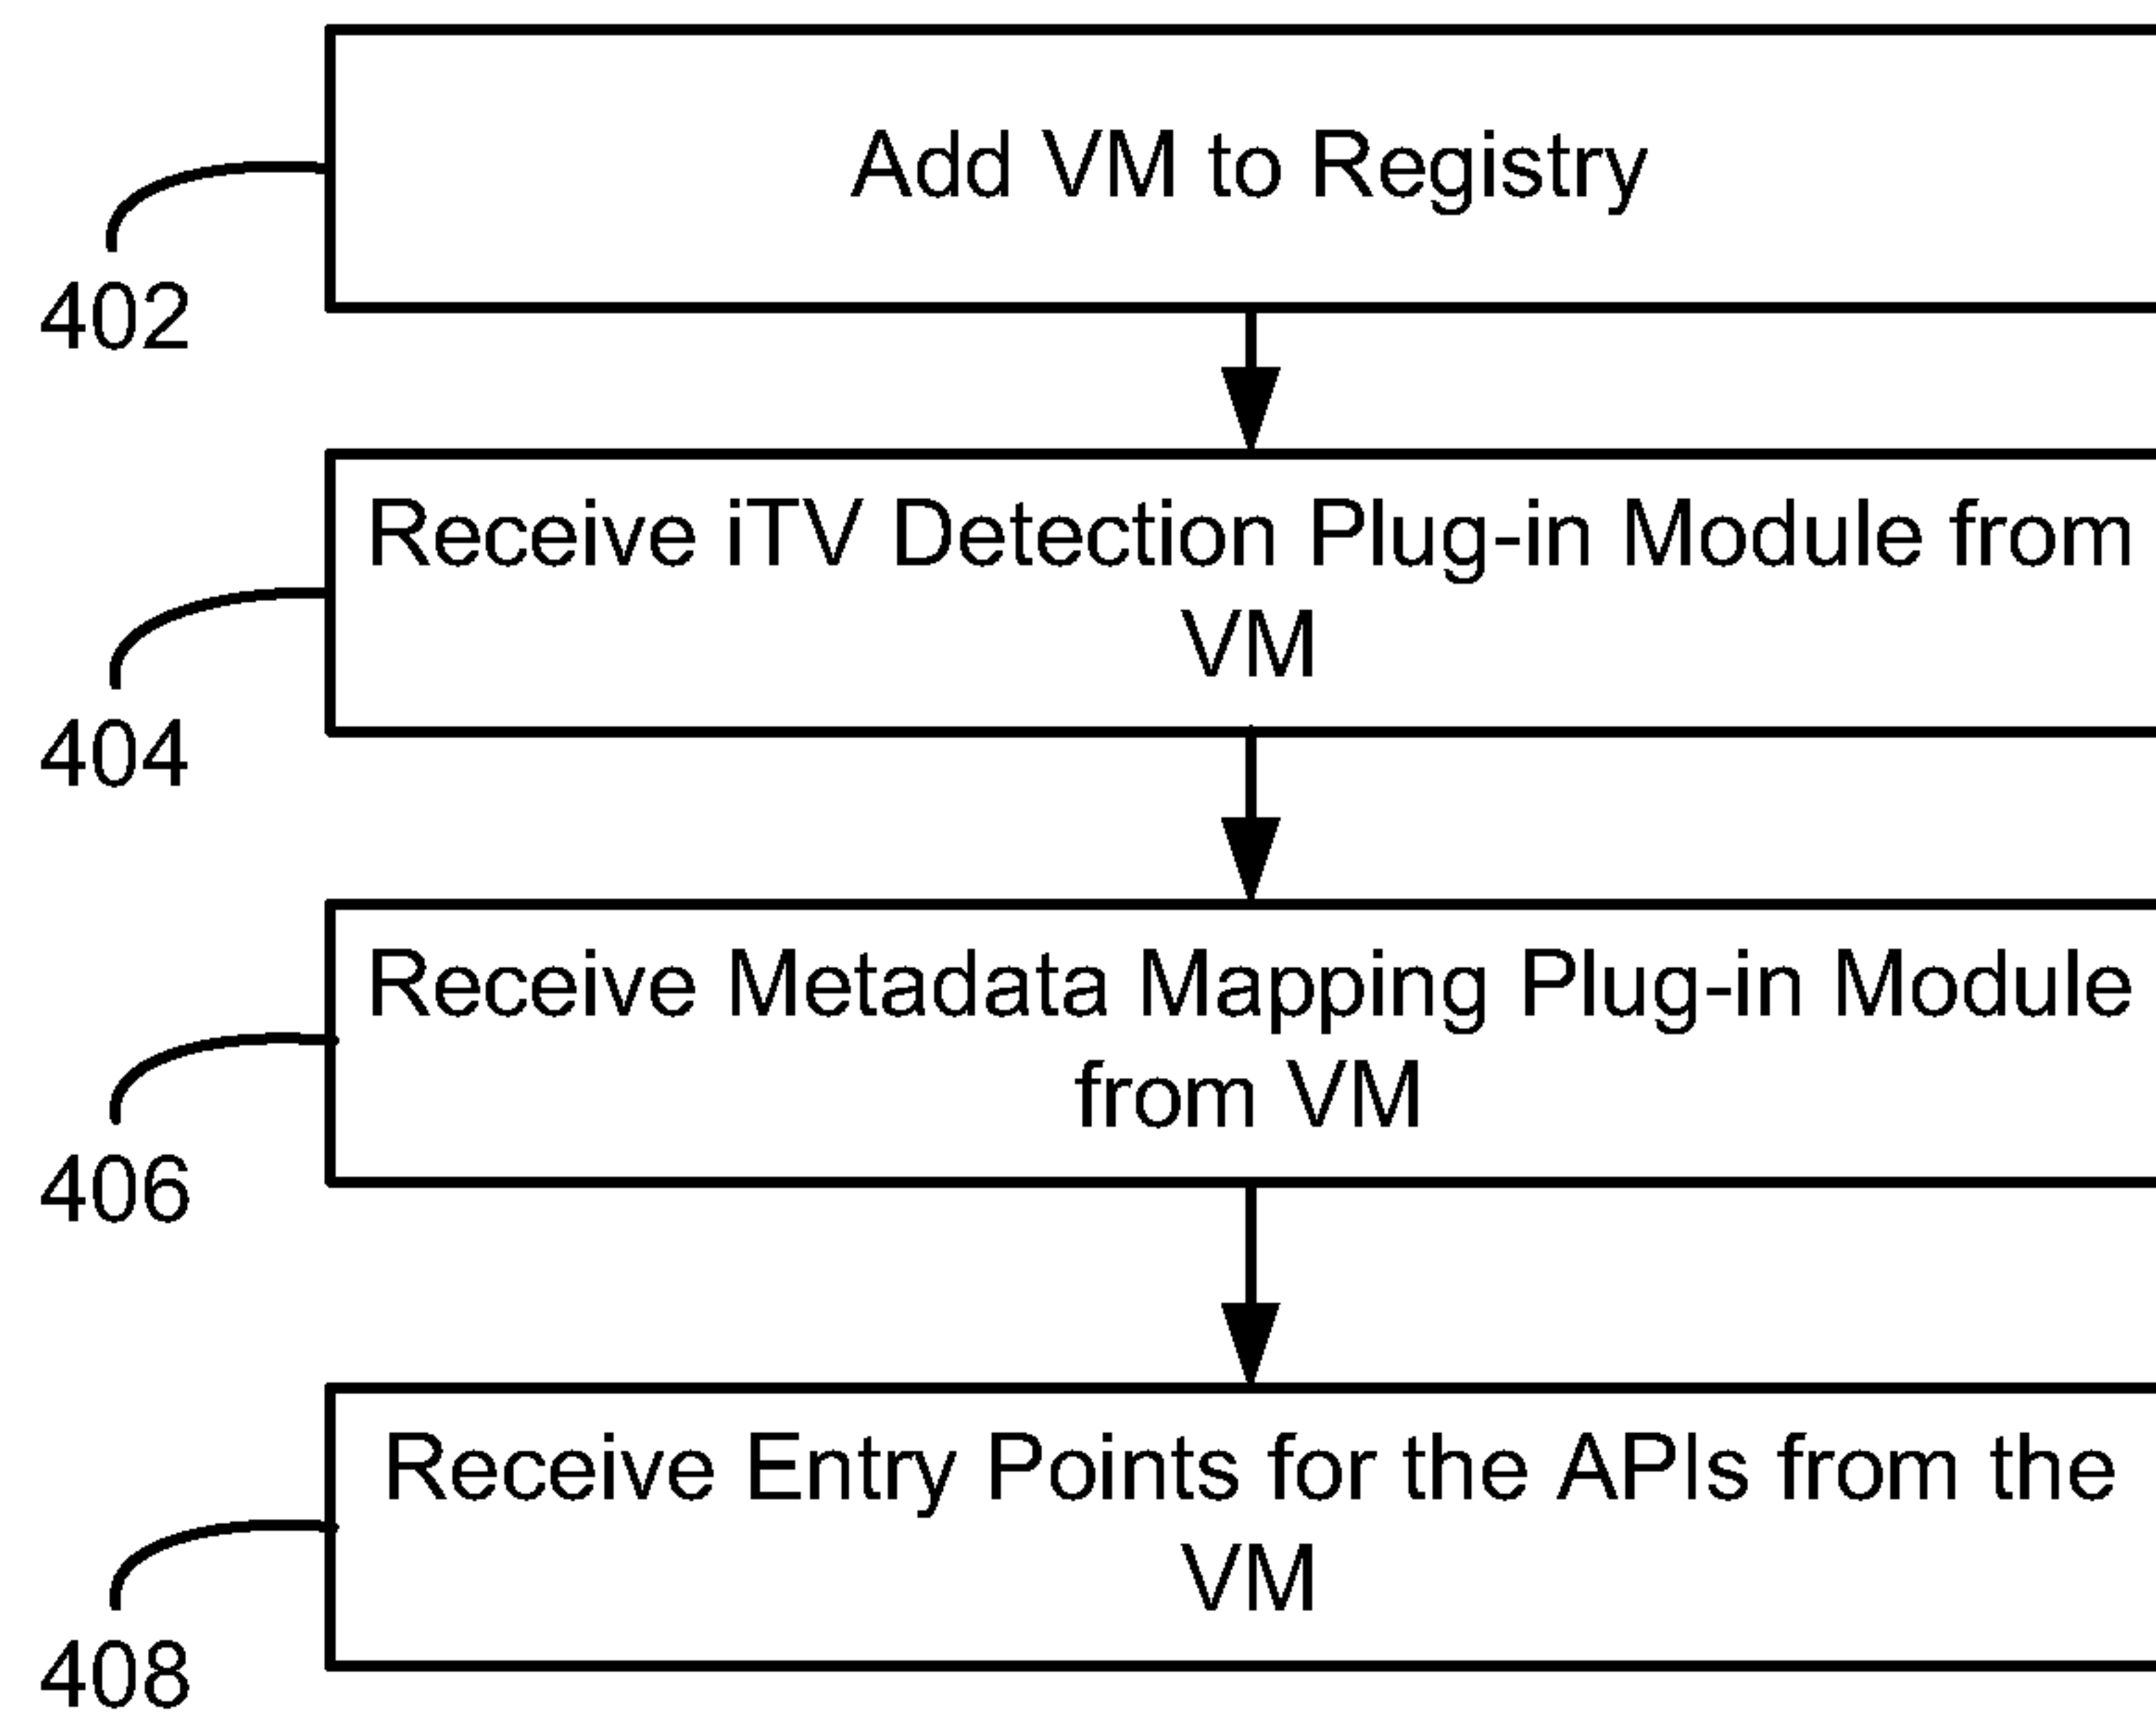 Add VM to Registry
402
Receive iTV Detection Plug-in Module from
VM
404
Receive Metadata Mapping Plug-in Module
from VM
406
Receive Entry Points for the APIs from the
VM
408